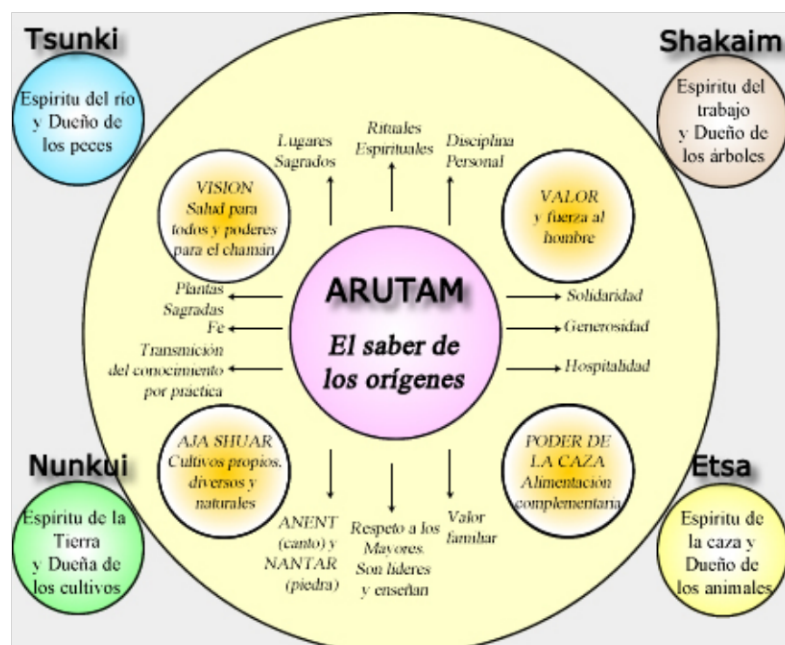 Tsunki
Espiritu del río
y Dueño de
los peces
Shakaim
Espiritu del
trabajo
y Dueño de
los árboles
Lugares
Sagrados
Rituales
Espirituales
Disciplina
Personal
VISION
Salud para
todos y poderes
para el chamán
VALOR
y fuerza al
hombre
ARUTAM
El saber de
los orígenes
Plantas
Sagradas
Fe
Transmición
del conocimiento
por práctica
Solidaridad
Generosidad
Hospitalidad
AJA SHUAR
Cultivos propios,
diversos y
naturales
PODER DE
LA CAZA
Alimentación
complementaria
ANENT
(canto) y
NANTAR
(piedra)
Respeto a los
Mayores.
Son líderes
y enseñan
Valor
familiar
Nunkui
Espiritu de la
Tierra
y Dueña de
los cultivos
Etsa
Espiritu de
la caza y
Dueño de
los animales